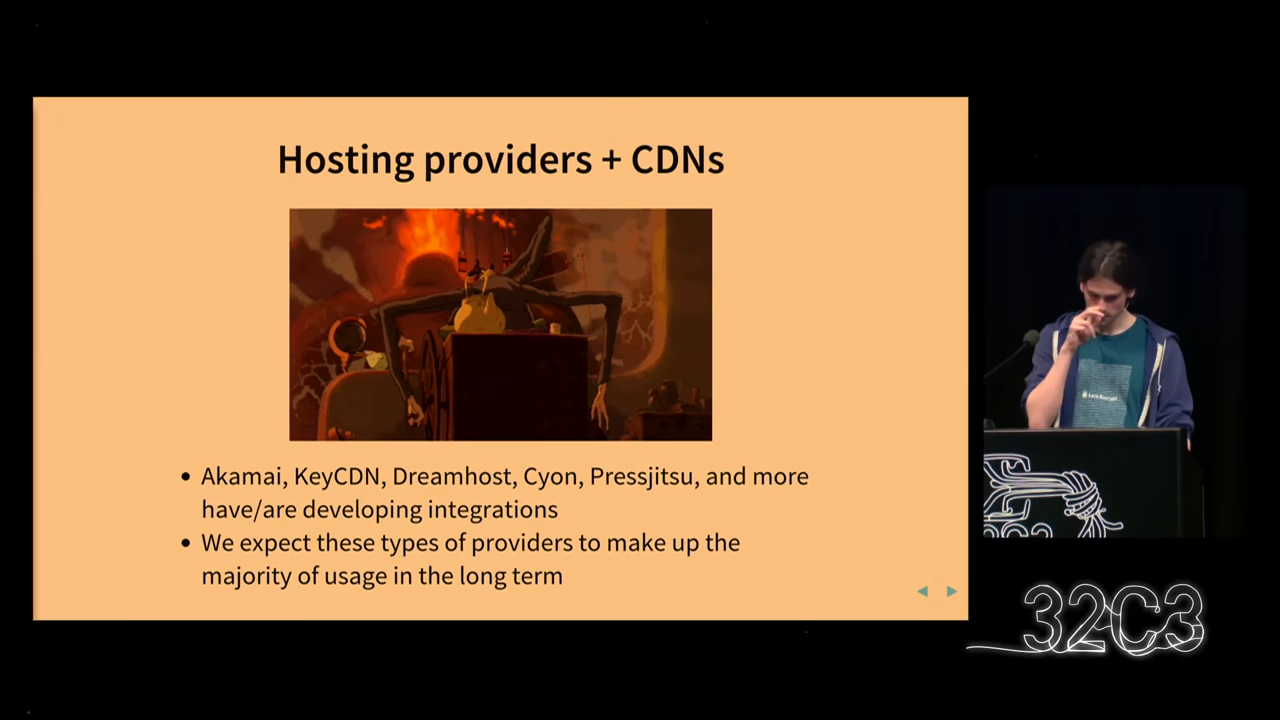 Hosting providers + CDNs
Akamai, KeyCDN, Dreamhost, Cyon, Pressjitsu, and more
have/are developing integrations
We expect these types of providers to make up the
majority of usage in the long term
32C3